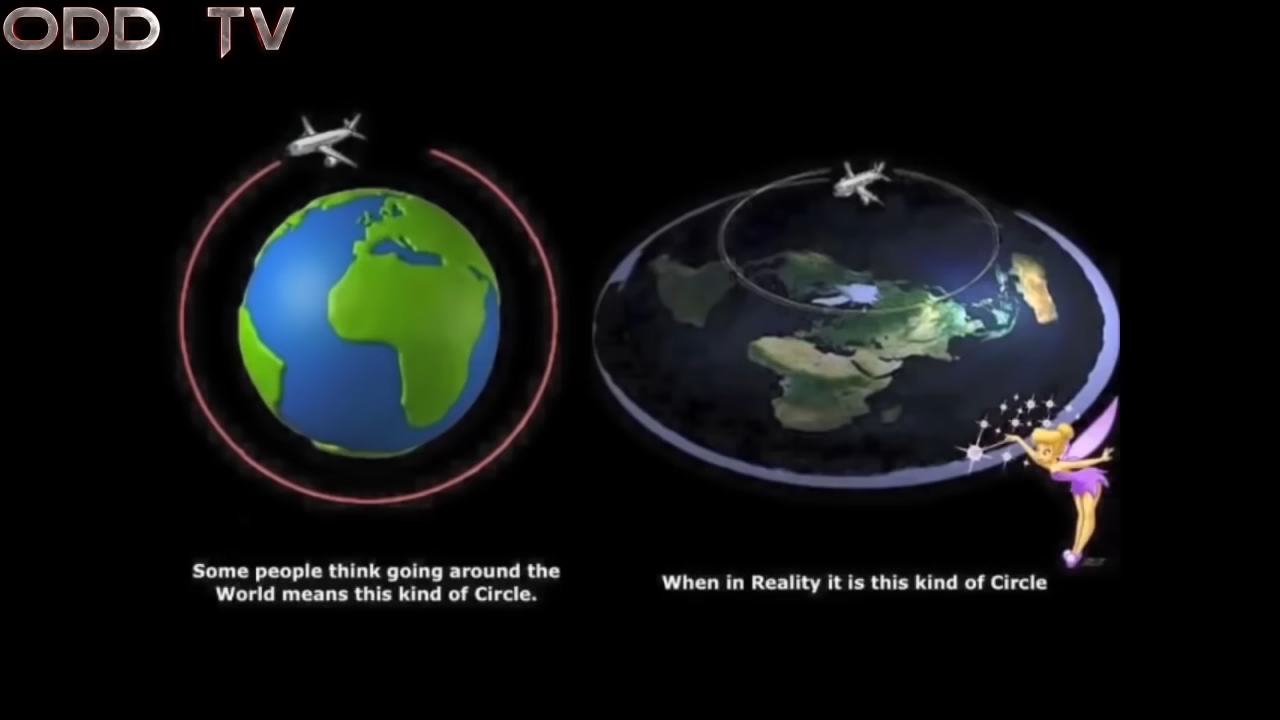 ODD TV
Some people think going around the
World means this kind of Circle.
When in Reality it is this kind of Circle